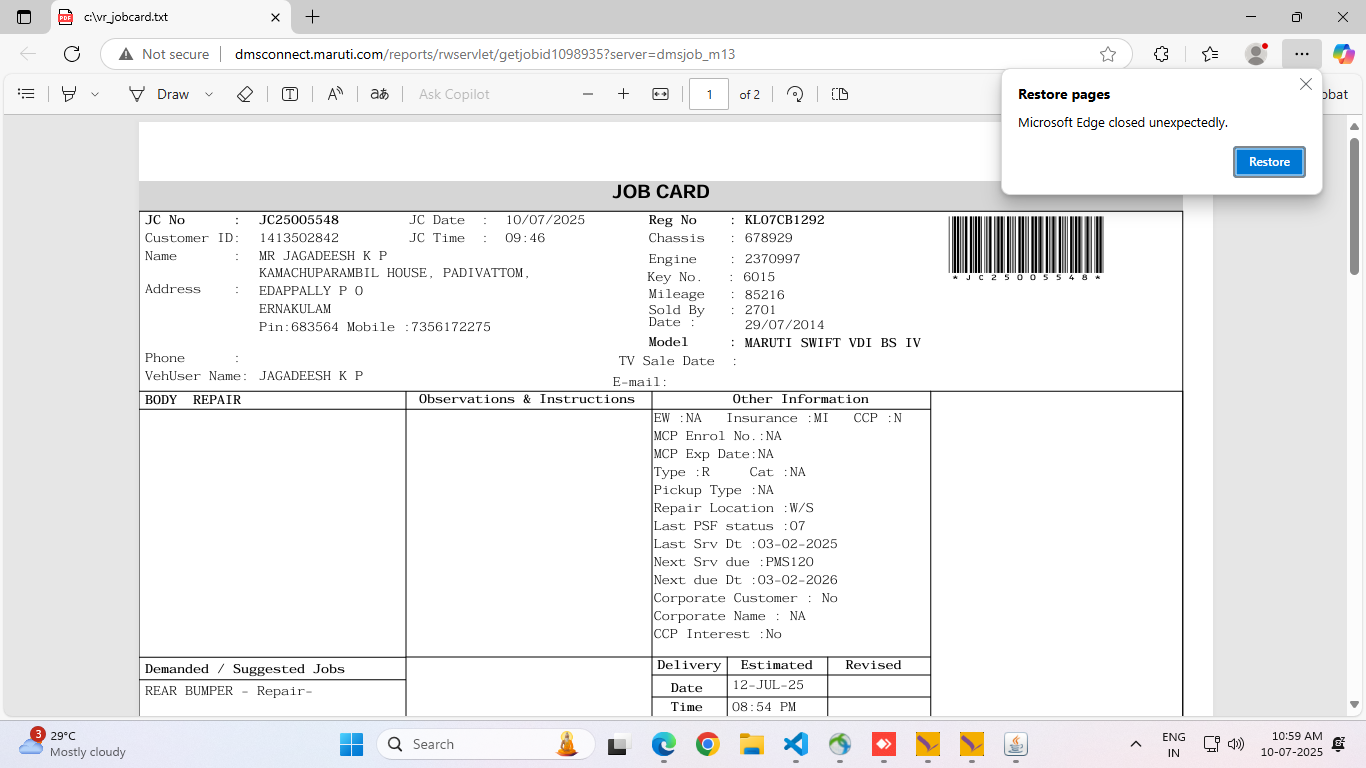 c:\vr_jobcard.txt
Not secure
dmsconnect.maruti.com/reports/rwservlet/getjobid1098935?server=dmsjob_m13
Draw
Ask Copilot
1 of 2
obat
Restore pages
Microsoft Edge closed unexpectedly.
Restore
JOB CARD
JC No : JC25005548 JC Date : 10/07/2025 Reg No : KL07CB1292
Customer ID: 1413502842 JC Time : 09:46 Chassis : 678929
Name : MR JAGADEESH K P Engine : 2370997
KAMACHUPARAMBIL HOUSE, PADIVATTOM, Key No. : 6015
*JC25005548*
Address : EDAPPALLY P O Mileage : 85216
ERNAKULAM Sold By : 2701
Pin:683564 Mobile :7356172275 Date : 29/07/2014
Model : MARUTI SWIFT VDI BS IV
Phone : TV Sale Date :
VehUser Name: JAGADEESH K P E-mail:
BODY REPAIR Observations & Instructions Other Information
EW :NA Insurance :MI CCP :N
MCP Enrol No.:NA
MCP Exp Date:NA
Type :R Cat :NA
Pickup Type :NA
Repair Location :W/S
Last PSF status :07
Last Srv Dt :03-02-2025
Next Srv due :PMS120
Next due Dt :03-02-2026
Corporate Customer : No
Corporate Name : NA
CCP Interest :No
Demanded / Suggested Jobs Delivery Estimated Revised
REAR BUMPER - Repair- Date 12-JUL-25
Time 08:54 PM
3
29°C
Mostly cloudy
Search
ENG
IN
10:59 AM
10-07-2025